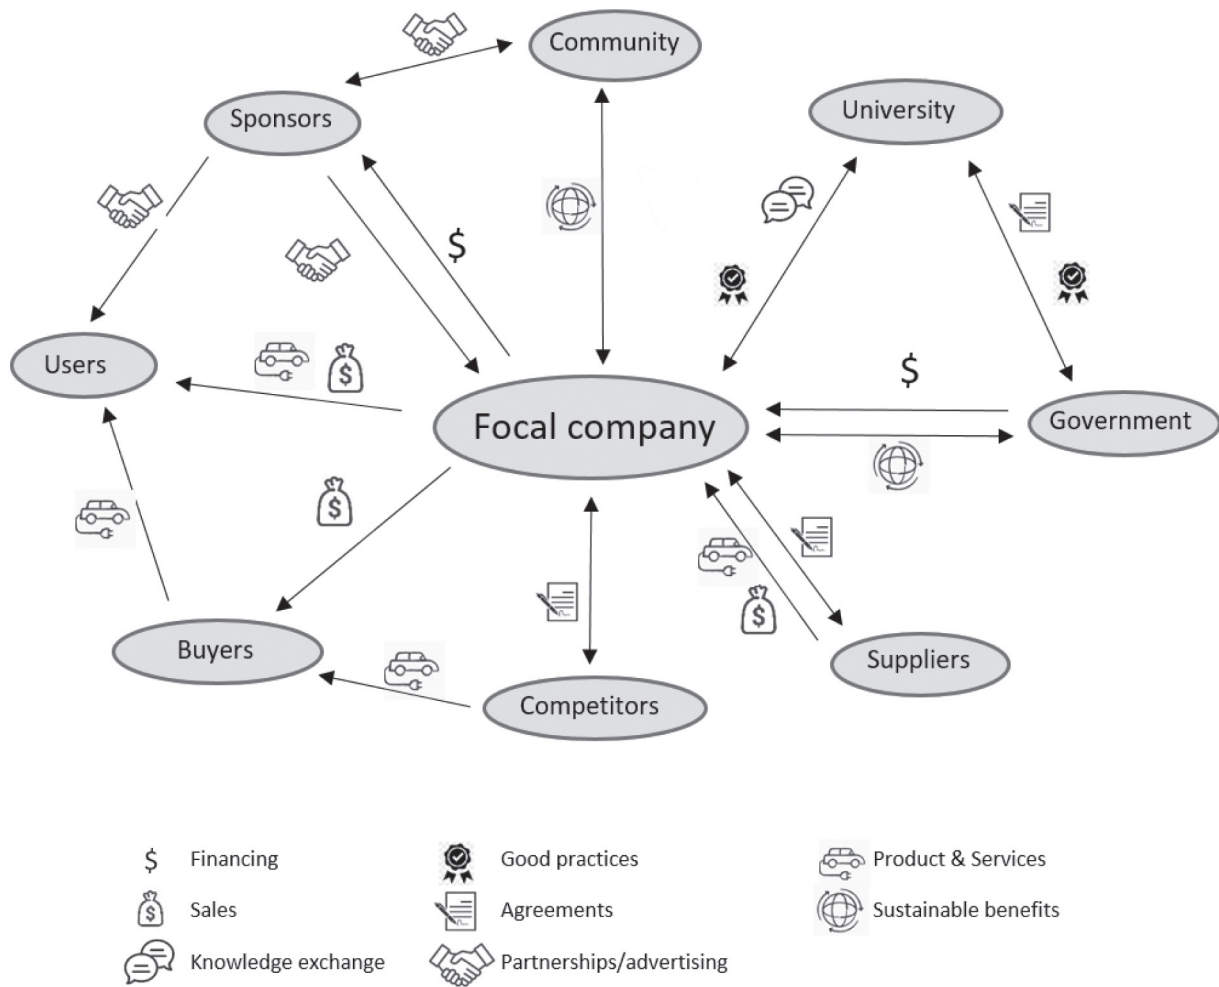 Community
University
Sponsors
$
Users
$
$
Focal company
Government
$
$
Buyers
Suppliers
Competitors
$ Financing
Good practices
Product & Services
$ Sales
Agreements
Sustainable benefits
Knowledge exchange
Partnerships/advertising